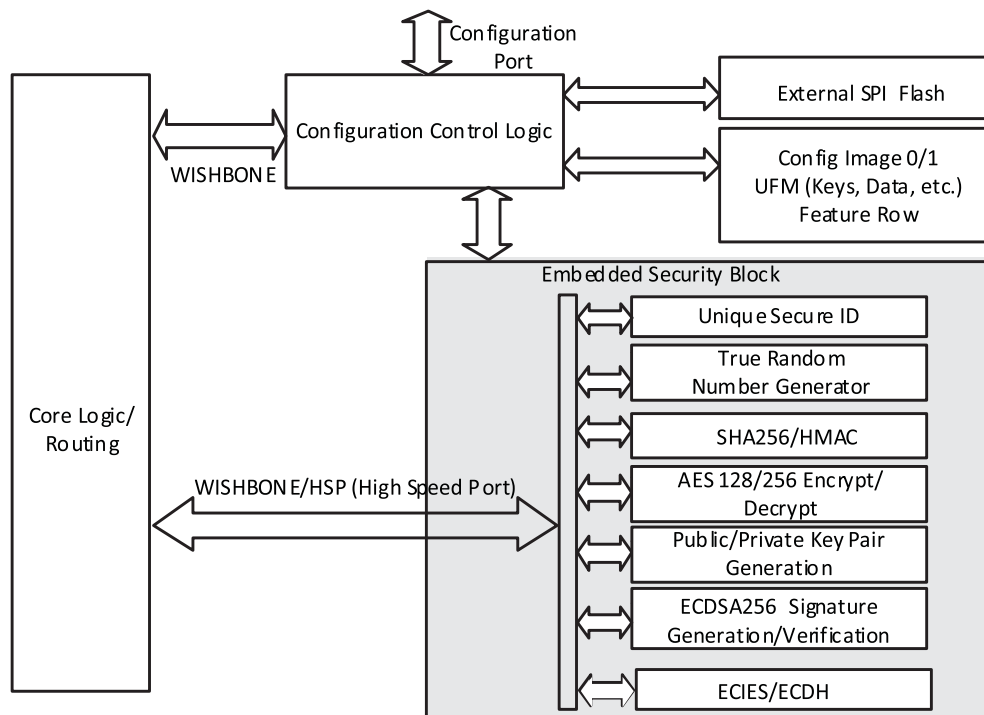 Configuration
Port
External SPI Flash
Configuration Control Logic
WISHBONE
Config Image 0/1
UFM (Keys, Data, etc.)
Feature Row
Embedded Security Block
Unique Secure ID
True Random
Number Generator
Core Logic/
Routing
SHA256/HMAC
WISHBONE/HSP (High Speed Port)
AES 128/256 Encrypt/
Decrypt
Public/Private Key Pair
Generation
ECDSA256 Signature
Generation/Verification
ECIES/ECDH